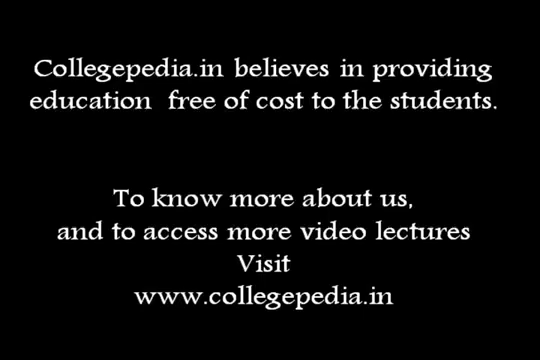 Collegepedia.in believes in providing
education free of cost to the students.
To know more about us,
and to access more video lectures
Visit
www.collegepedia.in